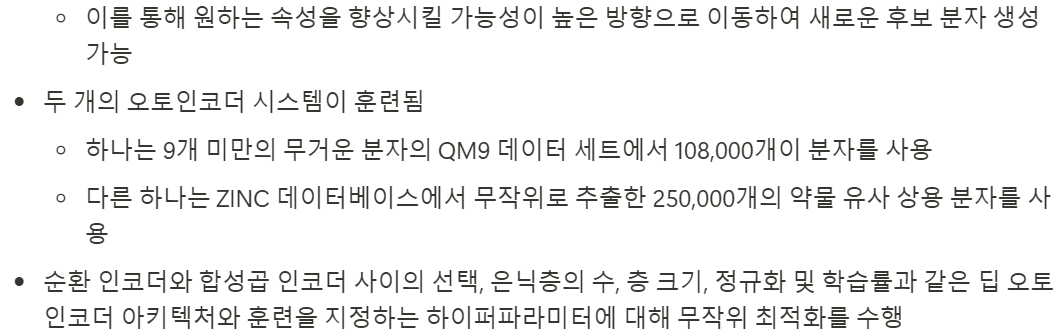 ◦ 이를 통해 원하는 속성을 향상시킬 가능성이 높은 방향으로 이동하여 새로운 후보 분자 생성
가능
• 두 개의 오토인코더 시스템이 훈련됨
◦ 하나는 9개 미만의 무거운 분자의 QM9 데이터 세트에서 108,000개이 분자를 사용
◦ 다른 하나는 ZINC 데이터베이스에서 무작위로 추출한 250,000개의 약물 유사 상용 분자를 사
용
• 순환 인코더와 합성곱 인코더 사이의 선택, 은닉층의 수, 층 크기, 정규화 및 학습률과 같은 딥 오토
인코더 아키텍처와 훈련을 지정하는 하이퍼파라미터에 대해 무작위 최적화를 수행